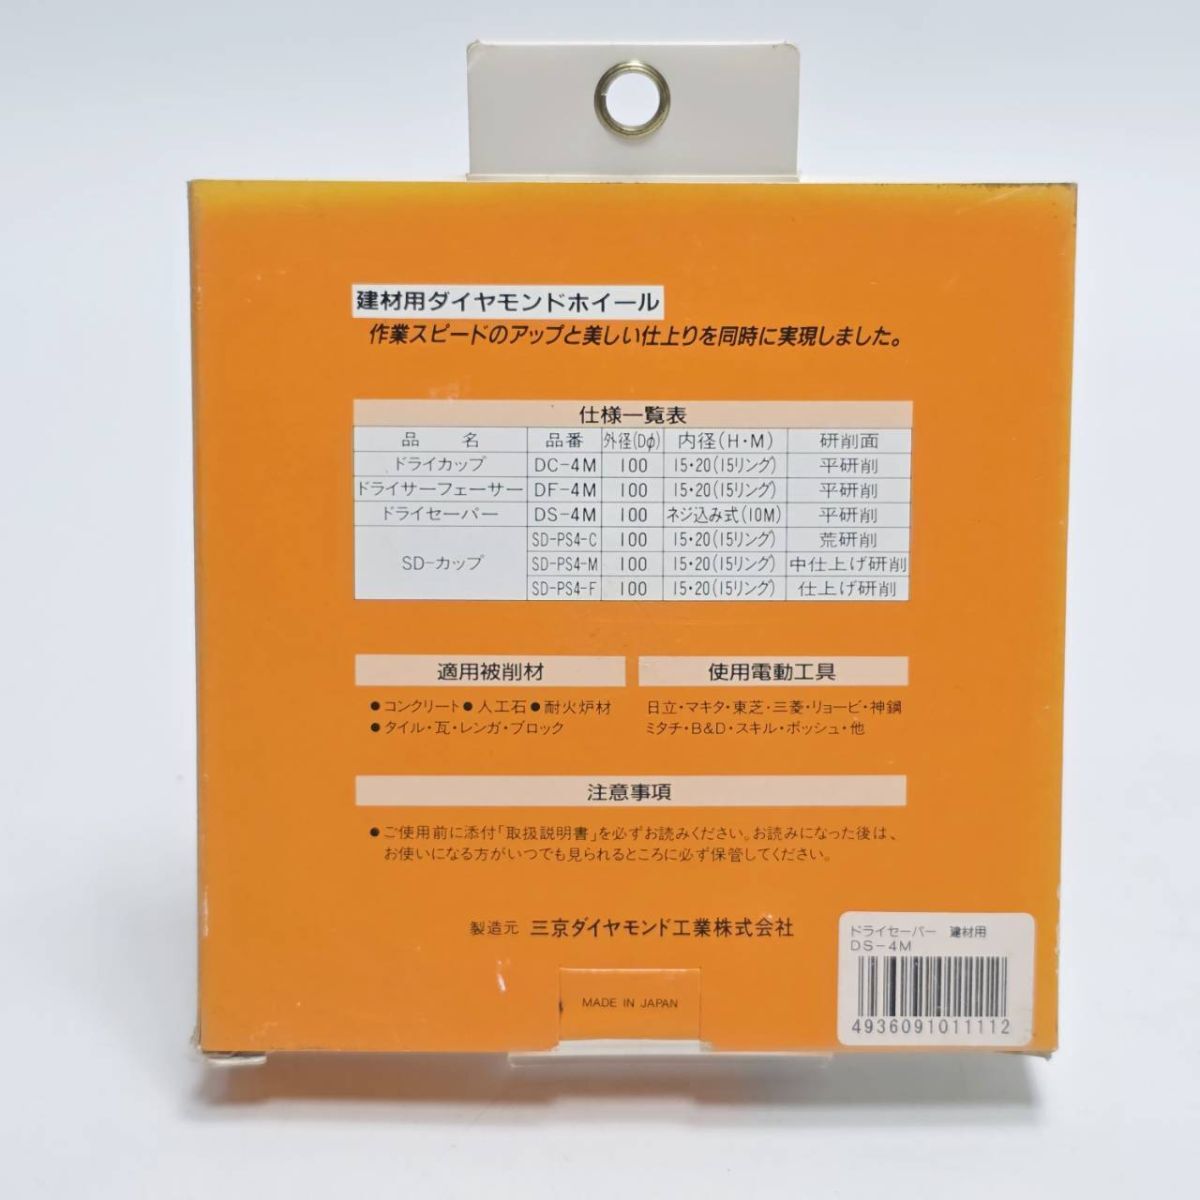 建材用ダイヤモンドホイール
作業スピードのアップと美しい仕上りを同時に実現しました。
仕様一覧表
品 名 品番 外径(Dφ) 内径(H・M) 研削面
ドライカップ DC-4M 100 15・20(15リング) 平研削
ドライサーフェーサー DF-4M 100 15・20(15リング) 平研削
ドライセーパー DS-4M 100 ネジ込み式(10M) 平研削
SD-カップ SD-PS4-C 100 15・20(15リング) 荒研削
SD-PS4-M 100 15・20(15リング) 中仕上げ研削
SD-PS4-F 100 15・20(15リング) 仕上げ研削
適用被削材
●コンクリート●人工石●耐火炉材
●タイル・瓦・レンガ・ブロック
使用電動工具
日立・マキタ・東芝・三菱・リョービ・神鋼
ミタチ・B&D・スキル・ボッシュ・他
注意事項
●ご使用前に添付「取扱説明書」を必ずお読みください。お読みになった後は、
お使いになる方がいつでも見られるところに必ず保管してください。
製造元 三京ダイヤモンド工業株式会社
MADE IN JAPAN
ドライセーパー 建材用
DS-4M
4936091011112